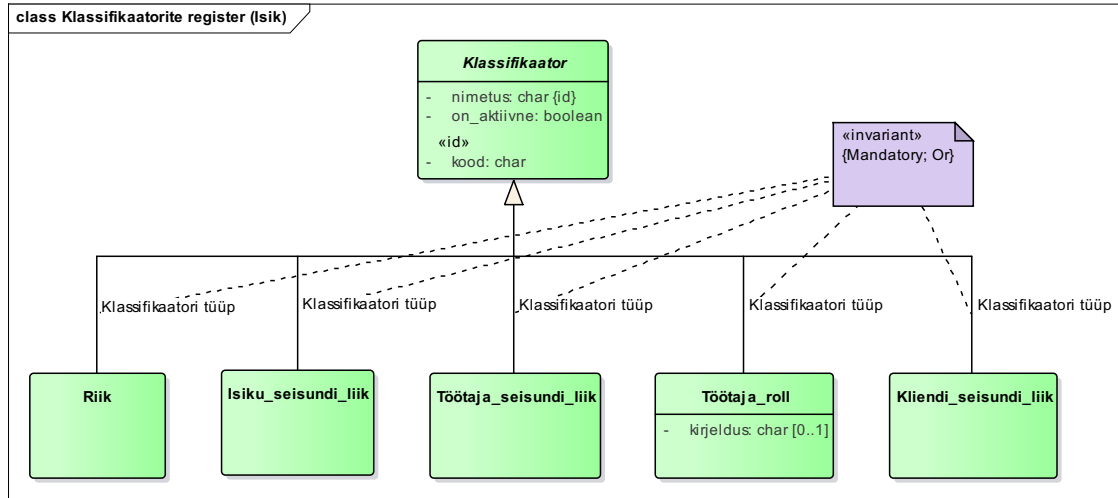 class Klassifikaatorite register (Isik)
Klassifikaator
- nimetus: char {id}
- on_aktiivne: boolean
«id»
- kood: char
«invariant»
{Mandatory; Or}
Klassifikaatori tüüp
Klassifikaatori tüüp
Klassifikaatori tüüp
Klassifikaatori tüüp
Klassifikaatori tüüp
Riik
Isiku_seisundi_liik
Töötaja_seisundi_liik
Töötaja_roll
- kirjeldus: char [0..1]
Kliendi_seisundi_liik